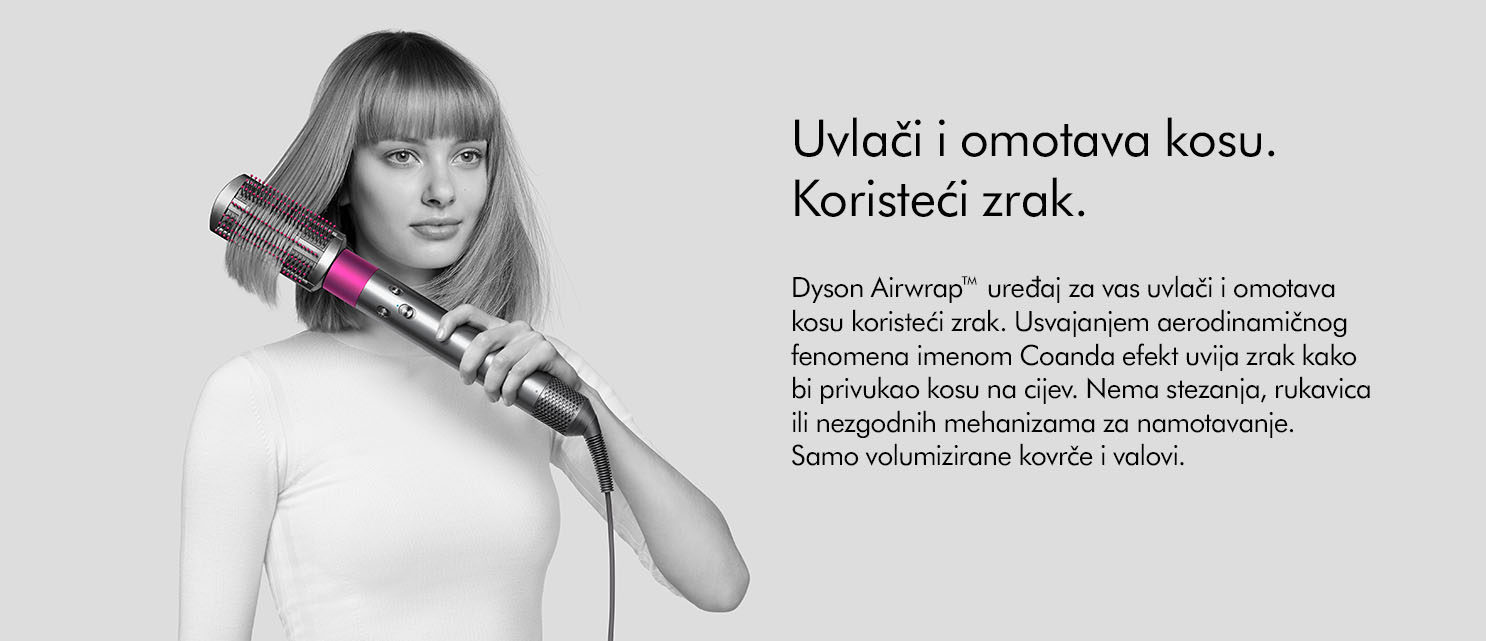 Uvlači i omotava kosu.
Koristeći zrak.
Dyson Airwrap™ uređaj za vas uvlači i omotava
kosu koristeći zrak. Usvajanjem aerodinamičnog
fenomena imenom Coanda efekt uvija zrak kako
bi privukao kosu na cijev. Nema stezanja, rukavica
ili nezgodnih mehanizama za namotavanje.
Samo volumizirane kovrče i valovi.